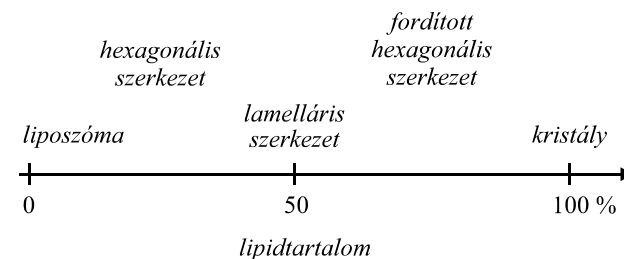 fordított
hexagonális
szerkezet
hexagonális
szerkezet
lamelláris
szerkezet
liposzóma
kristály
0
50
100 %
lipidtartalom